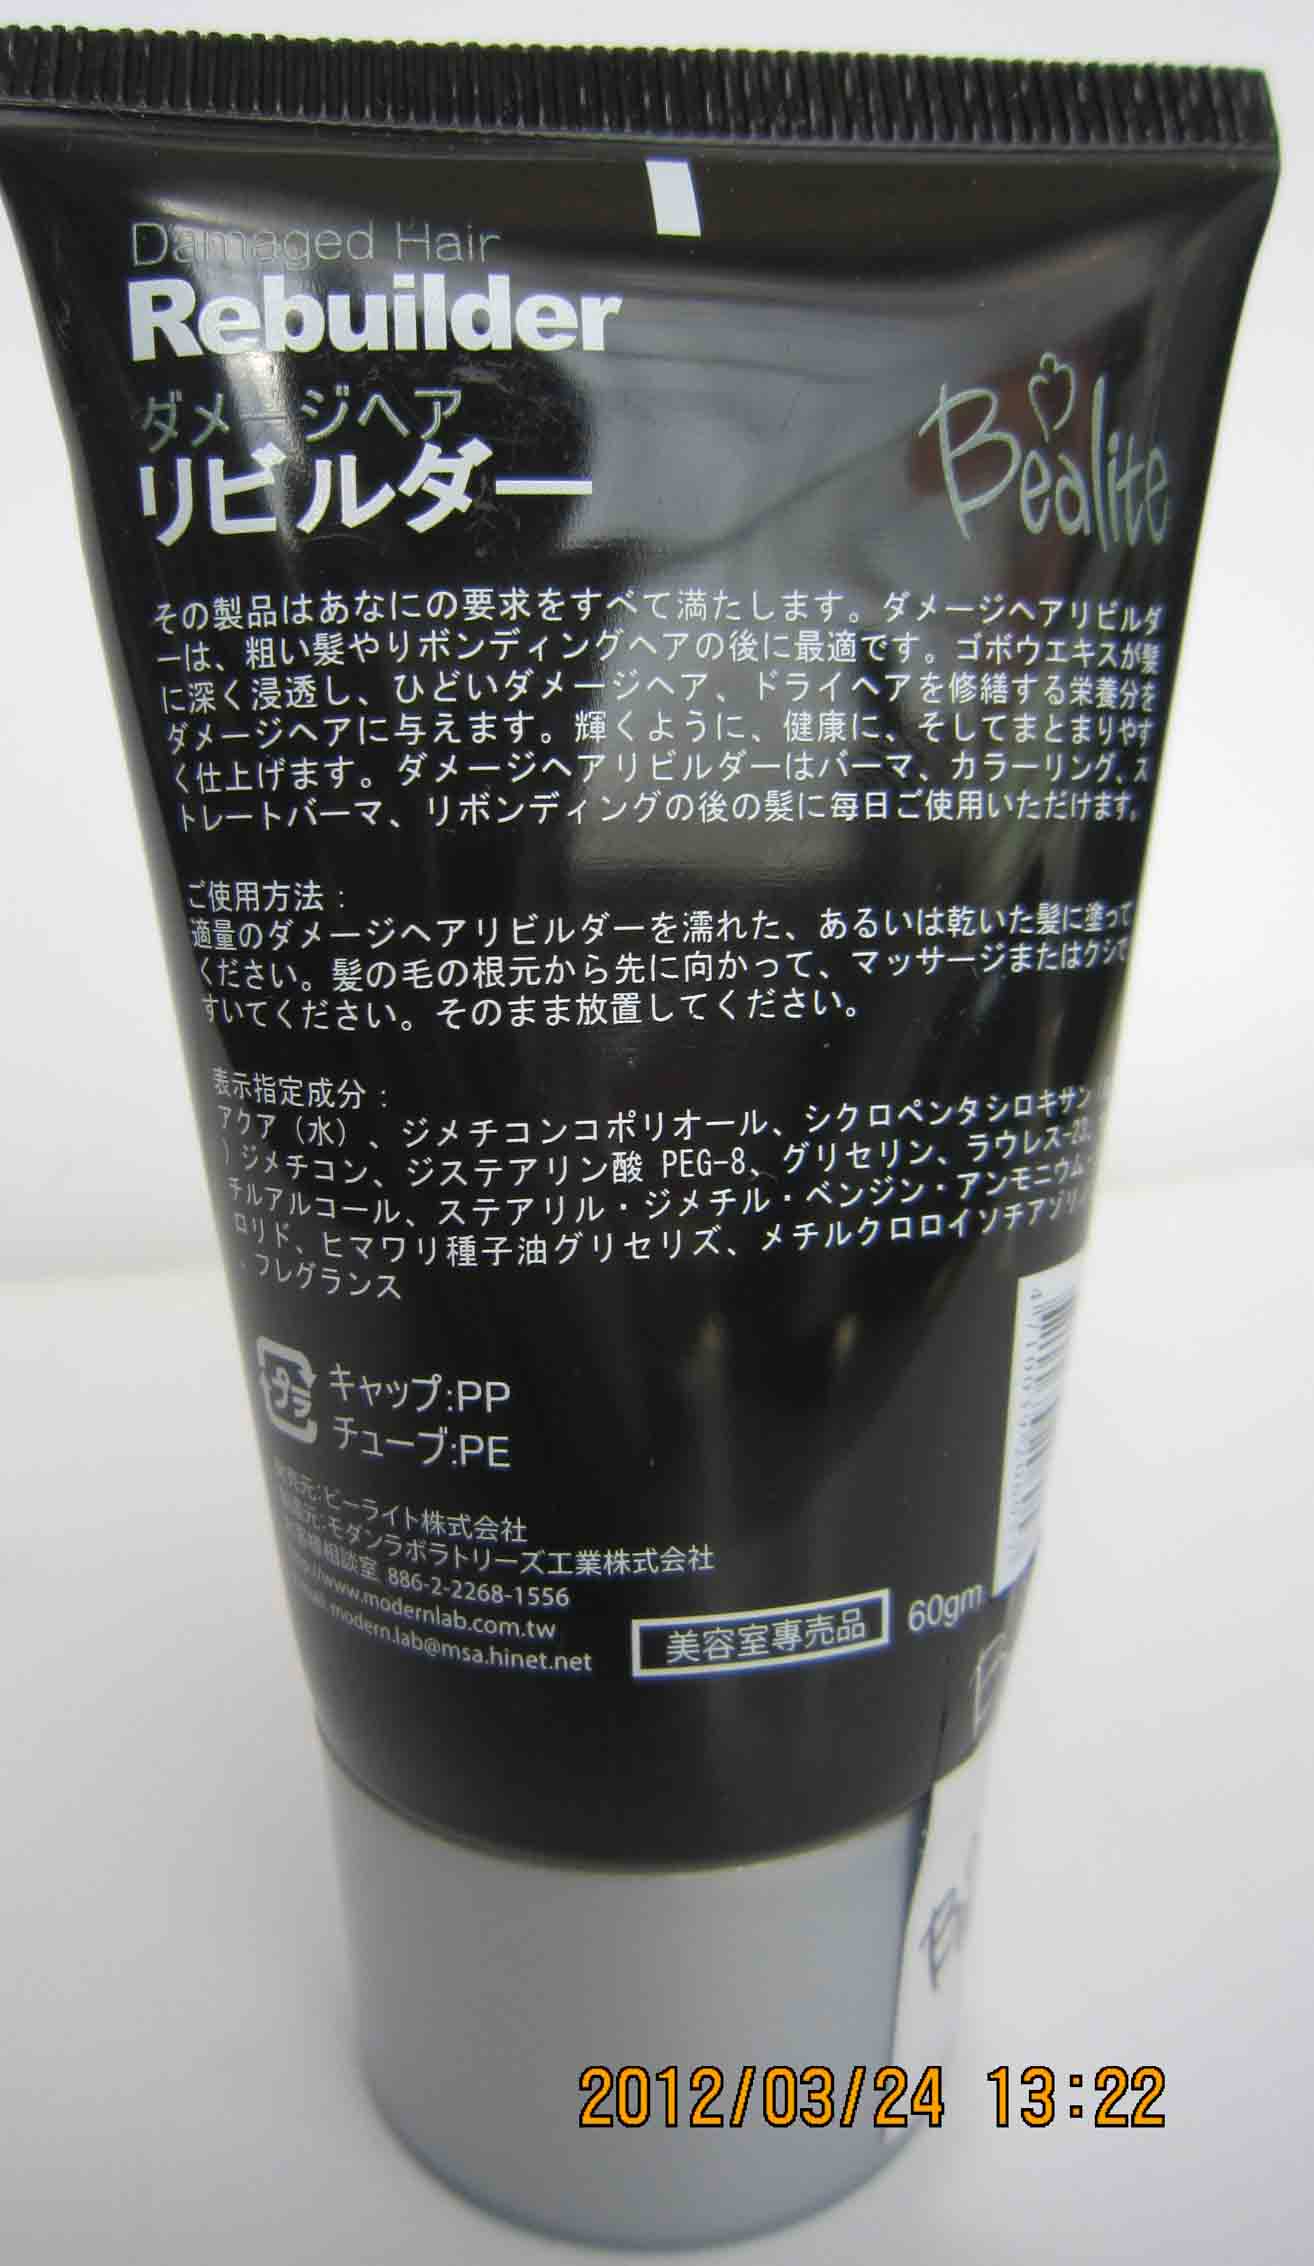 Damaged Hair
Rebuilder
ダメージヘア
リビルダー
Bealite
その製品はあなにの要求をすべて満たします。ダメージヘアリビルダ
ーは、粗い髪やりボンディングヘアの後に最適です。ゴボウエキスが髪
に深く浸透し、ひどいダメージヘア、ドライヘアを修繕する栄養分を
ダメージヘアに与えます。輝くように、健康に、そしてまとまりやす
く仕上げます。ダメージヘアリビルダーはバーマ、カラーリング、ス
トレートバーマ、リボンディングの後の髪に毎日ご使用いただけます。
ご使用方法：
適量のダメージヘアリビルダーを濡れた、あるいは乾いた髪に塗って
ください。髪の毛の根元から先に向かって、マッサージまたはクシで
すいてください。そのまま放置してください。
表示指定成分：
アクア（水）、ジメチコンコポリオール、シクロペンタシロキサン
）ジメチコン、ジステアリン酸 PEG-8、グリセリン、ラウレス-23、
チルアルコール、ステアリル・ジメチル・ベンジン・アンモニウム・
ロリド、ヒマワリ種子油グリセリズ、メチルクロロイソチアゾリ
、フレグランス
プラ
キャップ:PP
チューブ:PE
元:ビーライト株式会社
元:モダンラボラトリーズ工業株式会社
相談室 886-2-2268-1556
www.modernlab.com.tw
modern.lab@msa.hinet.net
美容室專売品
60gm
2012/03/24 13:22